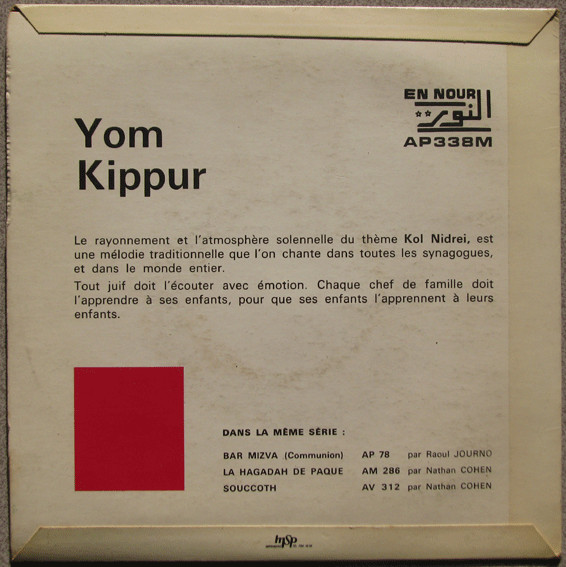 EN NOUR
النور
AP338M
Yom
Kippur
Le rayonnement et l'atmosphère solennelle du thème Kol Nidrei, est
une mélodie traditionnelle que l'on chante dans toutes les synagogues,
et dans le monde entier.
Tout juif doit l'écouter avec émotion. Chaque chef de famille doit
l'apprendre à ses enfants, pour que ses enfants l'apprennent à leurs
enfants.
DANS LA MÊME SÉRIE :
BAR MIZVA (Communion) AP 78 par Raoul JOURNO
LA HAGADAH DE PAQUE AM 286 par Nathan COHEN
SOUCCOTH AV 312 par Nathan COHEN